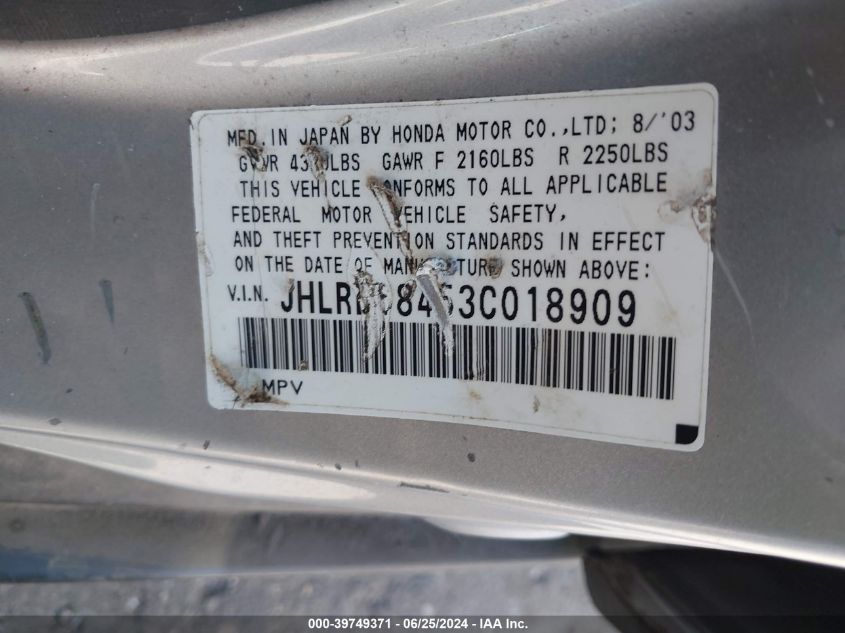 MFD. IN JAPAN BY HONDA MOTOR CO.,LTD; 8/'03
GVWR GAWR F 2160LBS R 2250LBS
THIS VEHICLE CONFORMS TO ALL APPLICABLE
FEDERAL MOTOR VEHICLE SAFETY,
AND THEFT PREVENTION STANDARDS IN EFFECT
ON THE DATE OF MANUFACTURE SHOWN ABOVE:
V.I.N. JHLRD68453C018909
MPV
000-39749371 - 06/25/2024 - IAA Inc.